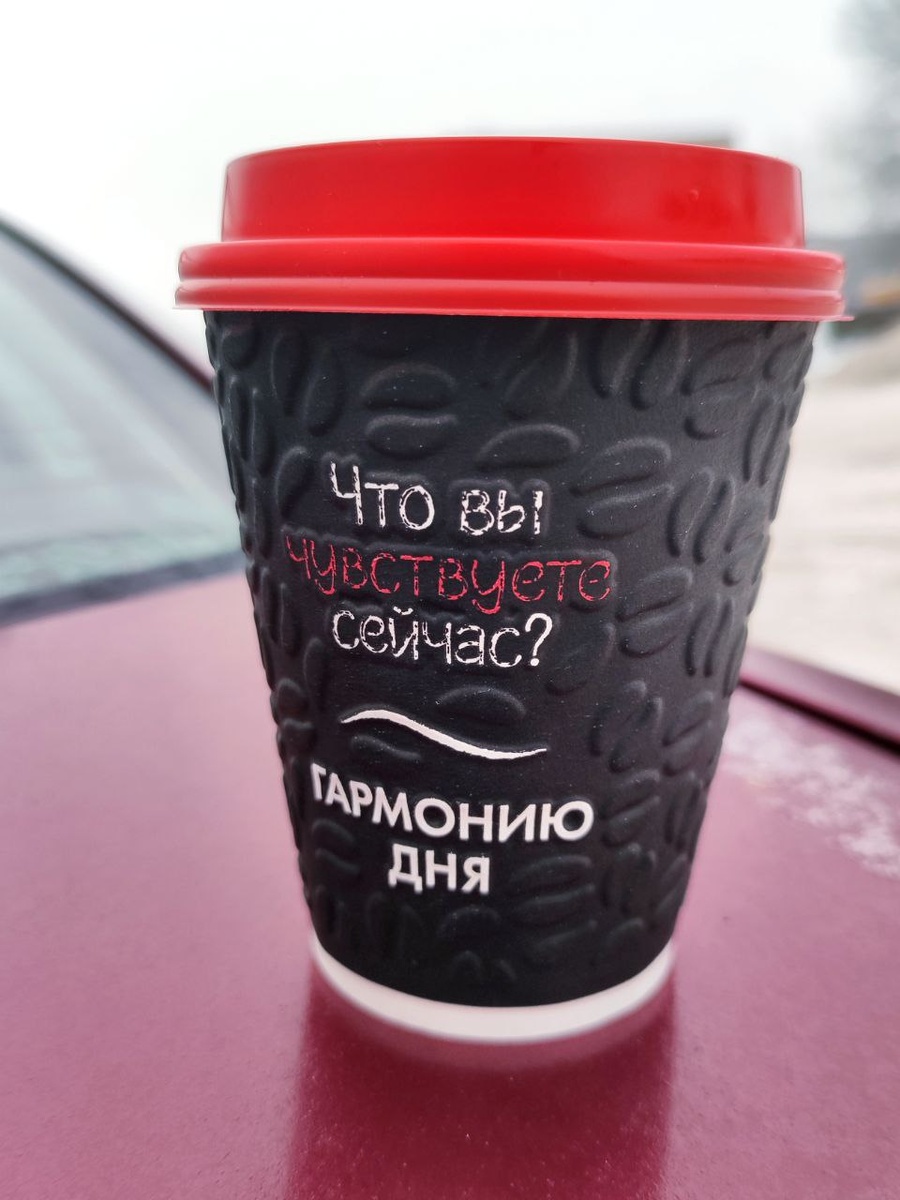 Что вы
чувствуете
сейчас?
ГАРМОНИЮ
ДНЯ